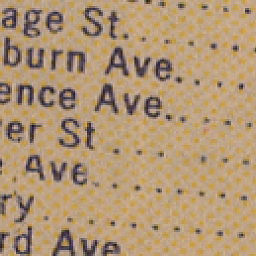 age St.........
burn Ave........
ence Ave........
er St ........
Ave.........
ry .........
rd Ave